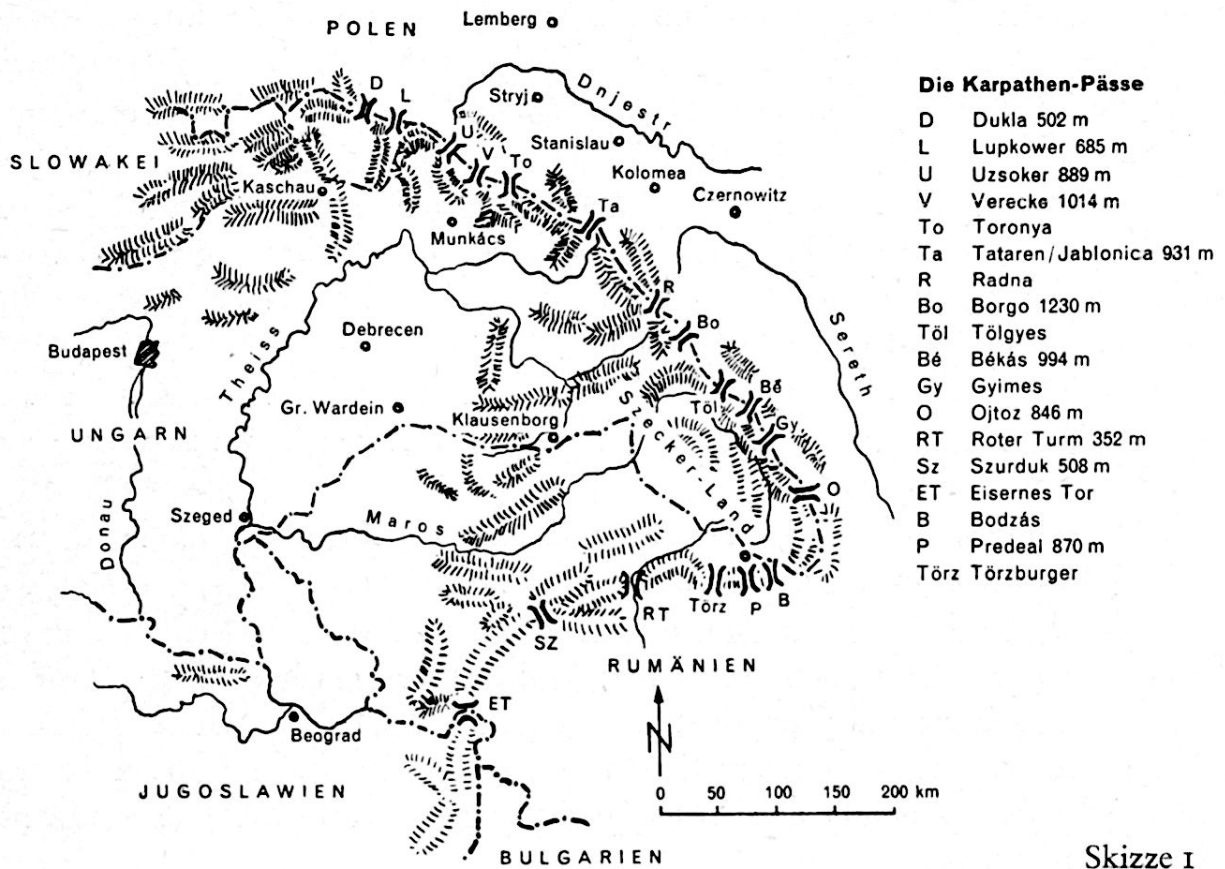 Lemberg
POLEN
Dnjestr
D
L
Stryj
U
V
To
Stanislau
SLOWAKEI
Kaschau
Kolomea
Czernowitz
Ta
Munkács
R
Bo
Debrecen
Theiss
Sereth
Budapest
Gr. Wardein
Klausenborg
Szecker-Land
Töl
Bé
Gy
UNGARN
O
Szeged
Maros
Donau
SZ
RT
Törz
P
B
RUMÄNIEN
ET
N
Beograd
JUGOSLAWIEN
0 50 100 150 200 km
BULGARIEN
Die Karpathen-Pässe
D Dukla 502 m
L Lupkower 685 m
U Uzsoker 889 m
V Verecke 1014 m
To Toronya
Ta Tataren/Jablonica 931 m
R Radna
Bo Borgo 1230 m
Töl Tölgyes
Bé Békás 994 m
Gy Gyimes
O Ojtoz 846 m
RT Roter Turm 352 m
Sz Szurduk 508 m
ET Eisernes Tor
B Bodzás
P Predeal 870 m
Törz Törzburger
Skizze 1